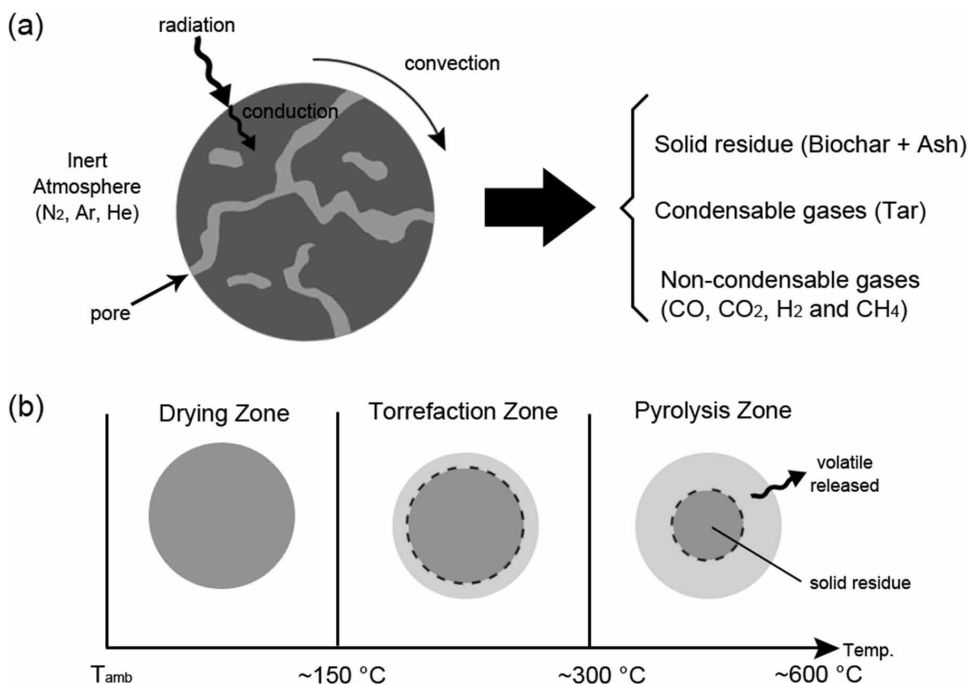 (a)
radiation
convection
conduction
Inert
Atmosphere
(N2, Ar, He)
pore
Solid residue (Biochar + Ash)
Condensable gases (Tar)
Non-condensable gases
(CO, CO2, H2 and CH4)
(b)
Drying Zone
Torrefaction Zone
Pyrolysis Zone
volatile
released
solid residue
Temp.
Tamb
~150 °C
~300 °C
~600 °C